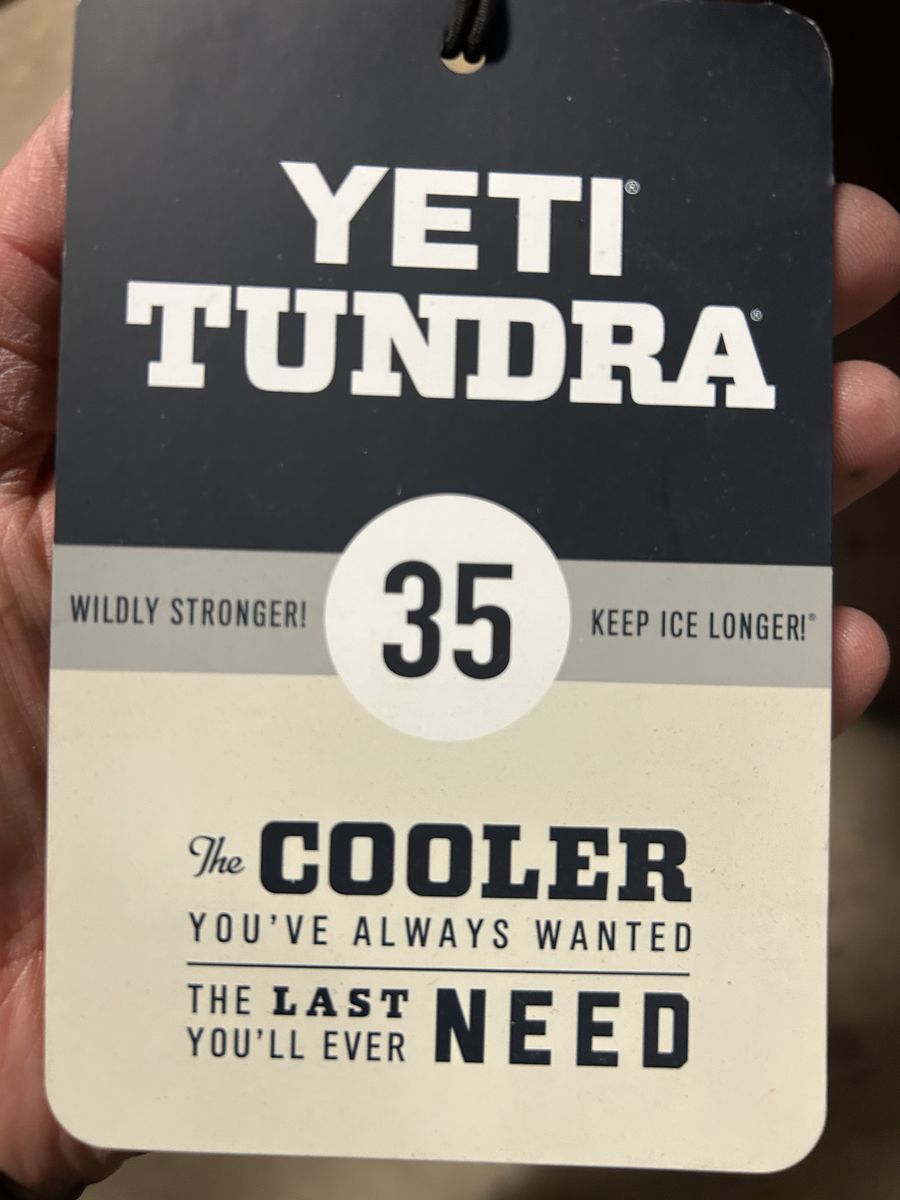 YETI®
TUNDRA®
WILDLY STRONGER! 35 KEEP ICE LONGER!®
The COOLER
YOU'VE ALWAYS WANTED
THE LAST
YOU'LL EVER NEED